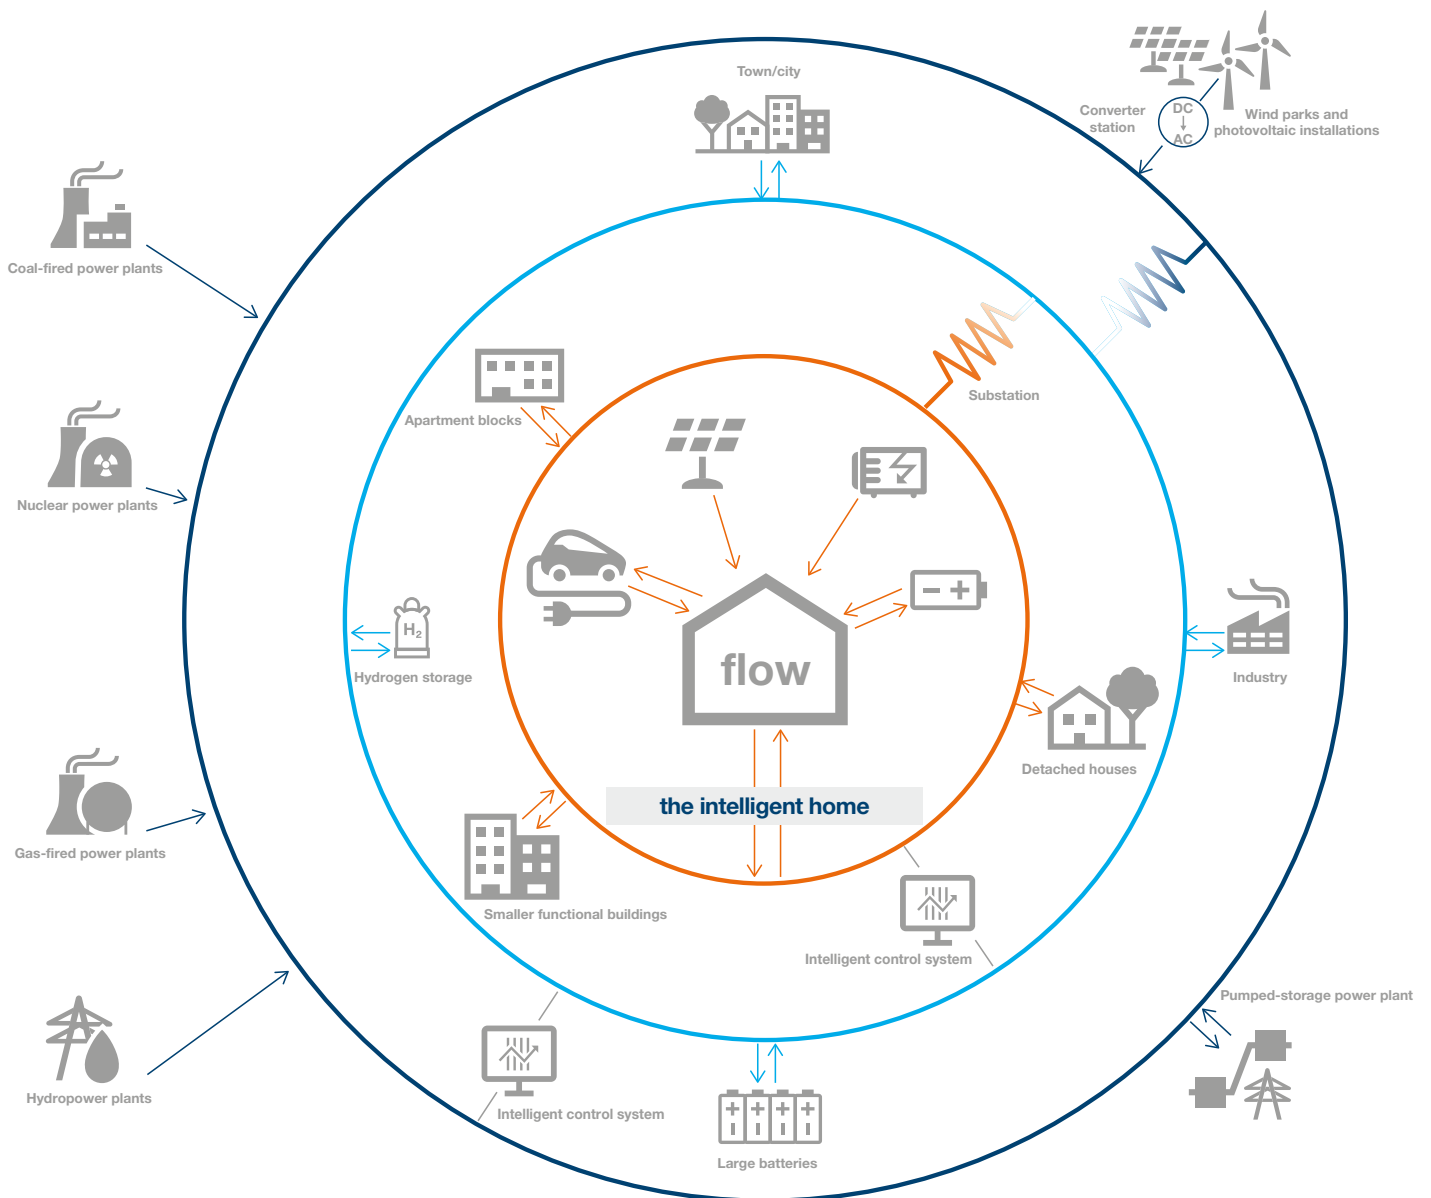 Town/city
Converter
station
DC
AC
Wind parks and
photovoltaic installations
Coal-fired power plants
Substation
Apartment blocks
Nuclear power plants
H2
Hydrogen storage
flow
Industry
Detached houses
the intelligent home
Gas-fired power plants
Smaller functional buildings
Intelligent control system
Pumped-storage power plant
Hydropower plants
Intelligent control system
Large batteries